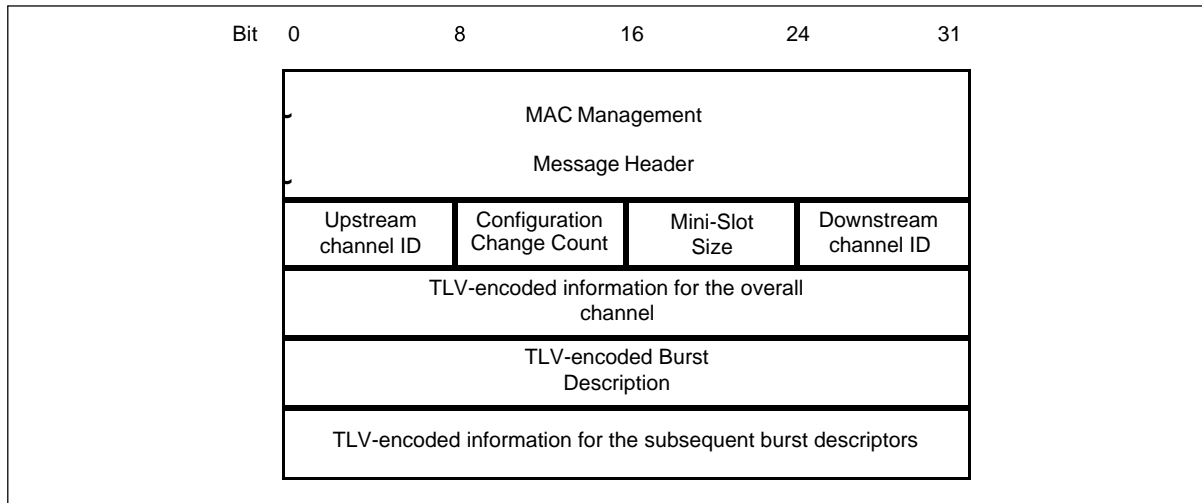 Bit 0 8 16 24 31
MAC Management
Message Header
Upstream channel ID
Configuration Change Count
Mini-Slot Size
Downstream channel ID
TLV-encoded information for the overall
channel
TLV-encoded Burst
Description
TLV-encoded information for the subsequent burst descriptors